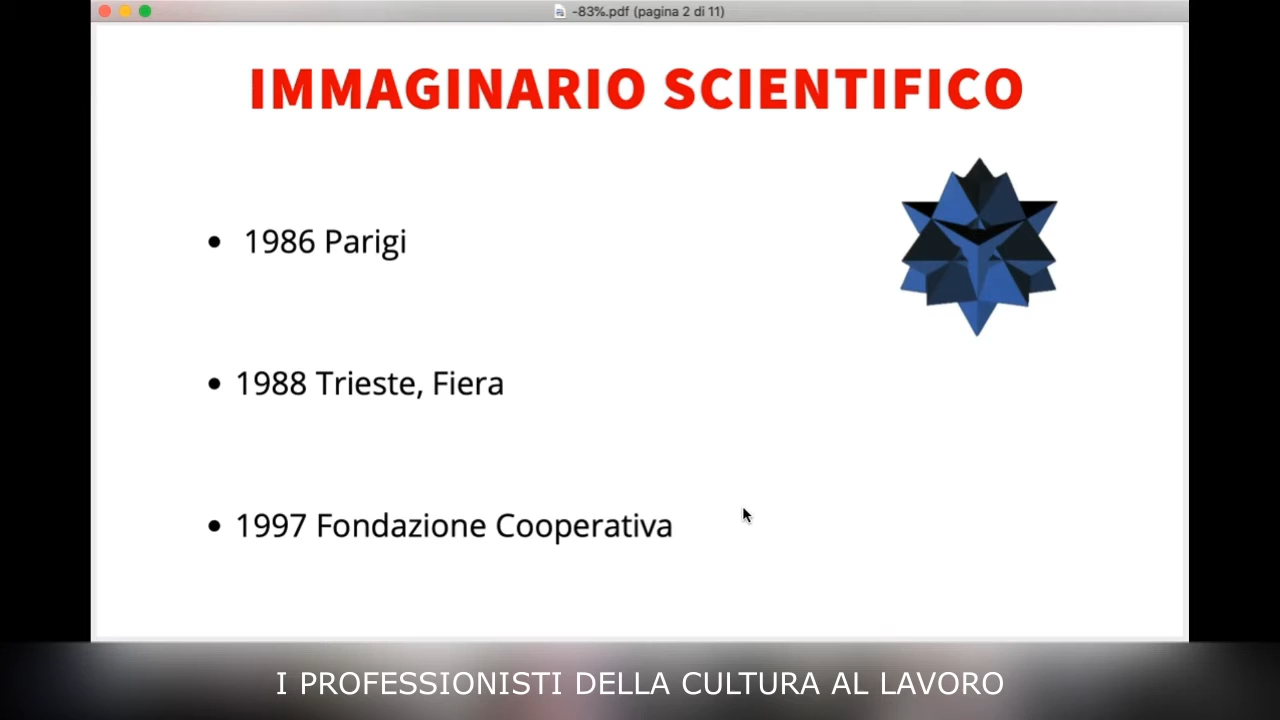 -83%.pdf (pagina 2 di 11)
IMMAGINARIO SCIENTIFICO
• 1986 Parigi
• 1988 Trieste, Fiera
• 1997 Fondazione Cooperativa
I PROFESSIONISTI DELLA CULTURA AL LAVORO